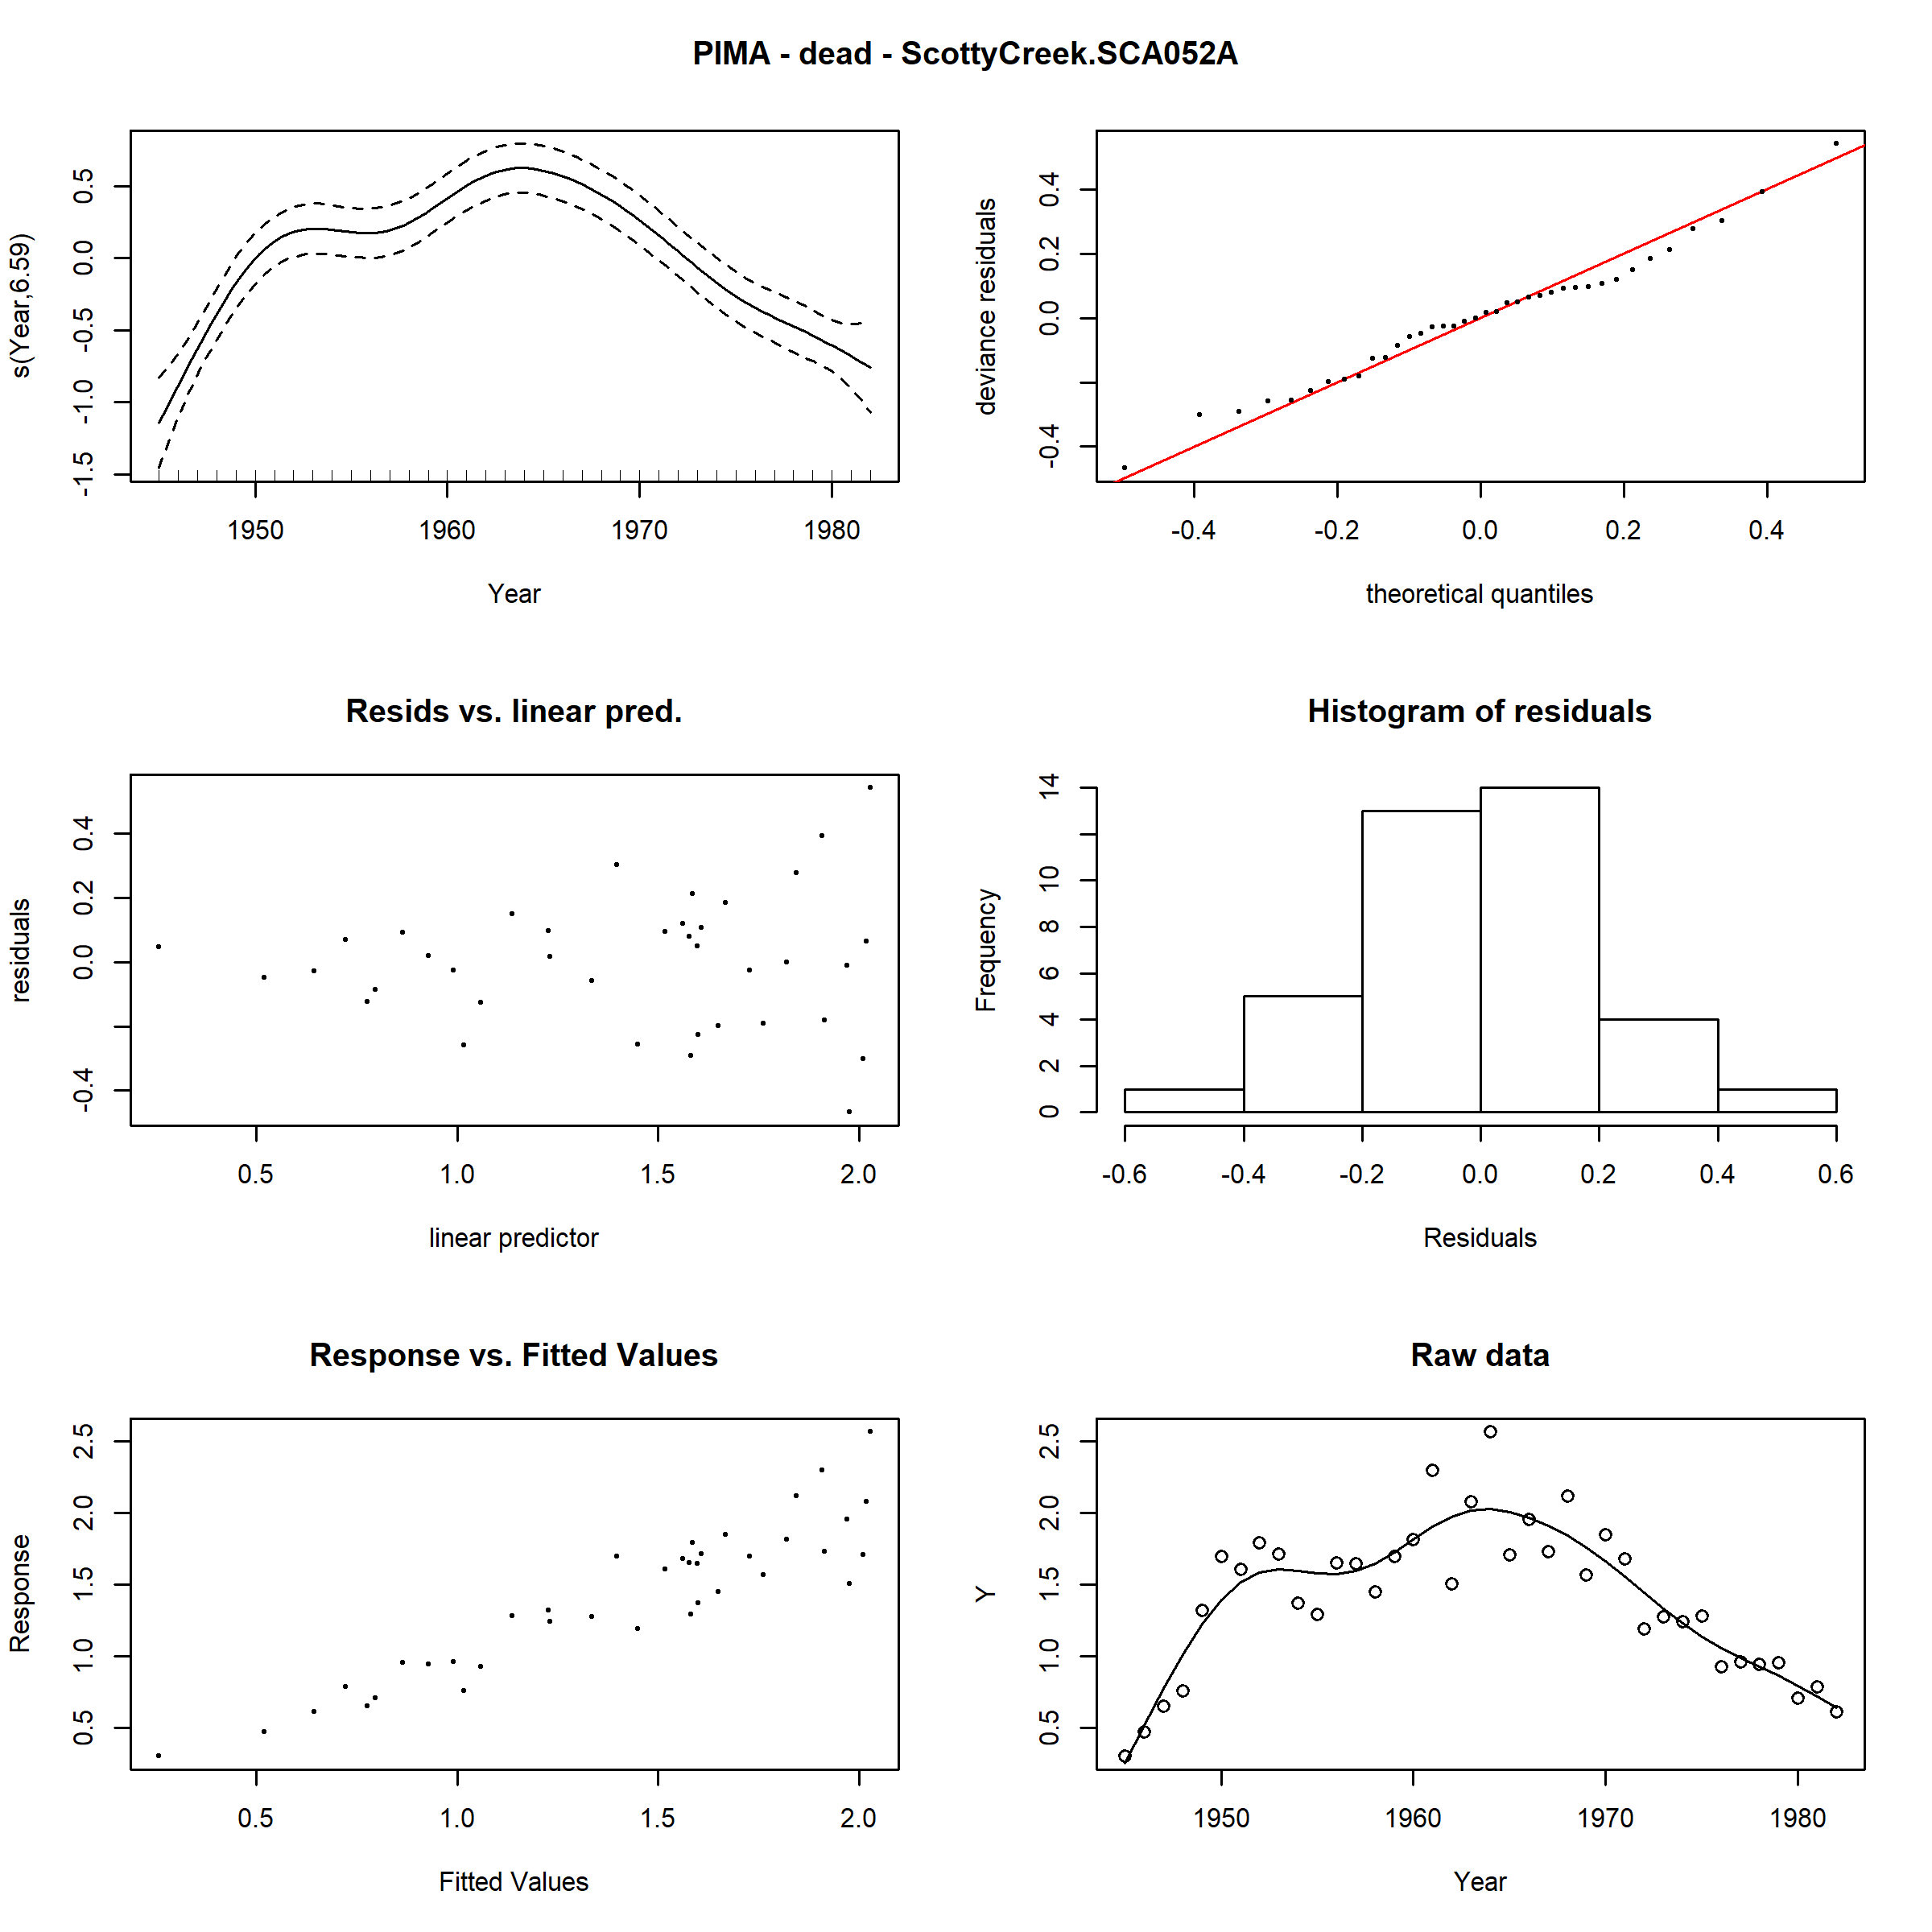 PIMA - dead - ScottyCreek.SCA052A
s(Year,6.59)
-1.5 -1.0 -0.5 0.0 0.5
1950 1960 1970 1980
Year
deviance residuals
-0.4 0.0 0.2 0.4
-0.4 -0.2 0.0 0.2 0.4
theoretical quantiles
Resids vs. linear pred.
residuals
-0.4 0.0 0.2 0.4
0.5 1.0 1.5 2.0
linear predictor
Histogram of residuals
Frequency
0 2 4 6 8 10 14
-0.6 -0.4 -0.2 0.0 0.2 0.4 0.6
Residuals
Response vs. Fitted Values
Response
0.5 1.0 1.5 2.0 2.5
0.5 1.0 1.5 2.0
Fitted Values
Raw data
Y
0.5 1.0 1.5 2.0 2.5
1950 1960 1970 1980
Year